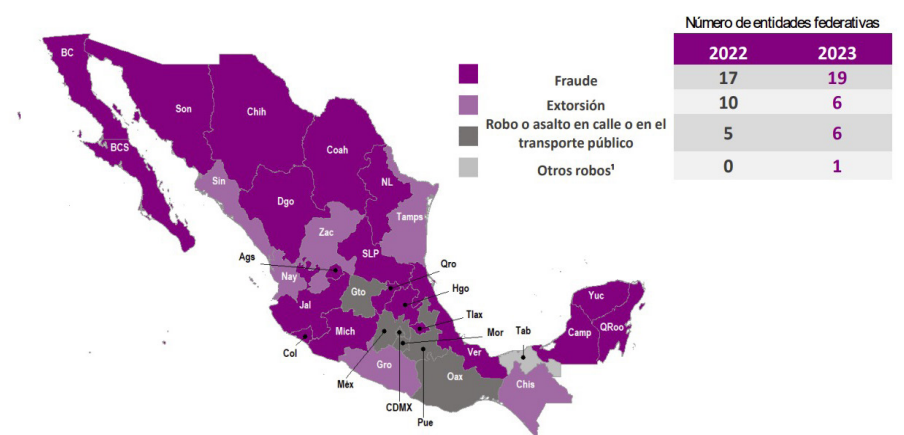 Número de entidades federativas
2022 2023
Fraude 17 19
Extorsión 10 6
Robo o asalto en calle o en el
transporte público 5 6
Otros robos¹ 0 1
BC
Son
Chih
BCS
Coah
Sin
NL
Dgo
Tamps
Zac
SLP
Ags
Qro
Nay
Gto
Hgo
Jal
Tlax
Mich
Mor
Tab
Yuc
Camp
QRoo
Col
Ver
Méx
Gro
Oax
Chis
CDMX
Pue